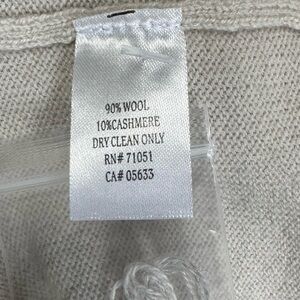 90% WOOL
10%CASHMERE
DRY CLEAN ONLY
RN# 71051
CA# 05633